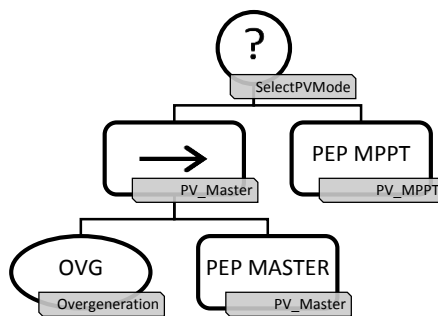 ?
SelectPVMode
PV_Master
PEP MPPT
PV_MPPT
OVG
Overgeneration
PEP MASTER
PV_Master